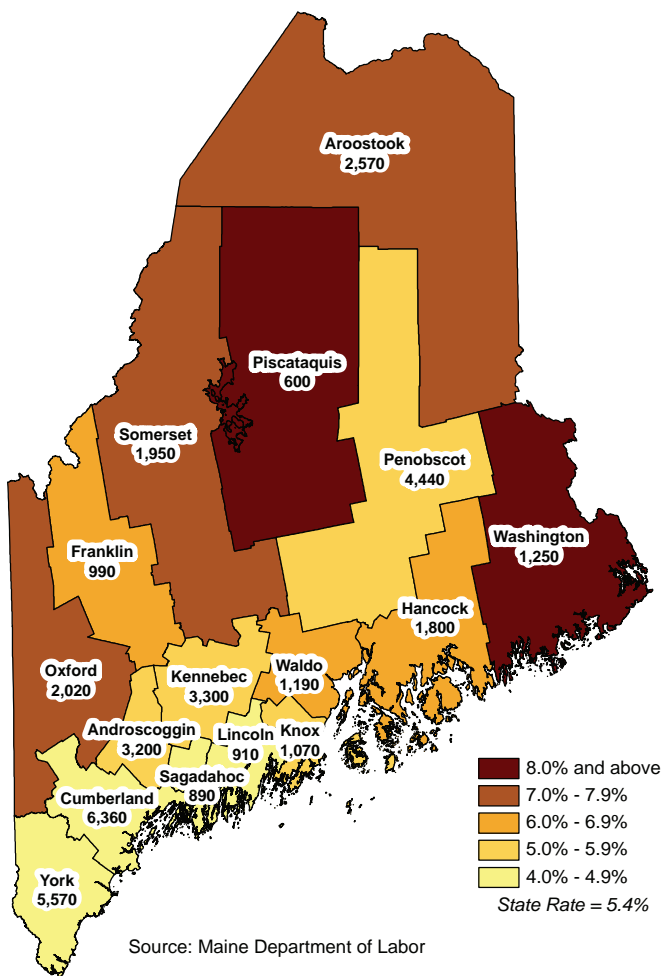 Aroostook
2,570
Piscataquis
600
Somerset
1,950
Penobscot
4,440
Washington
1,250
Franklin
990
Hancock
1,800
Oxford
2,020
Kennebec
3,300
Waldo
1,190
Androscoggin
3,200
Lincoln
910
Knox
1,070
Sagadahoc
890
Cumberland
6,360
York
5,570
8.0% and above
7.0% - 7.9%
6.0% - 6.9%
5.0% - 5.9%
4.0% - 4.9%
State Rate = 5.4%
Source: Maine Department of Labor